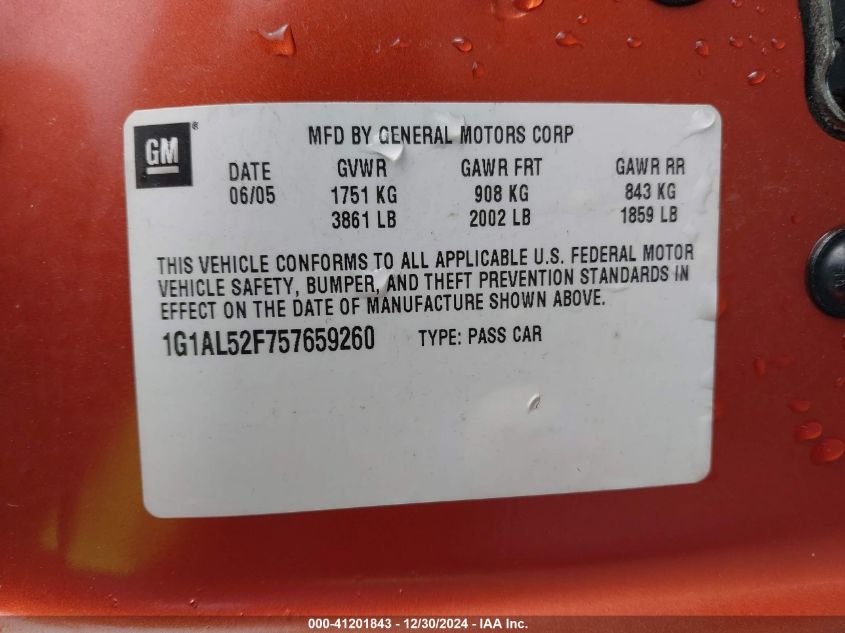 GM ®
MFD BY GENERAL MOTORS CORP
DATE GVWR GAWR FRT GAWR RR
06/05 1751 KG 908 KG 843 KG
3861 LB 2002 LB 1859 LB
THIS VEHICLE CONFORMS TO ALL APPLICABLE U.S. FEDERAL MOTOR
VEHICLE SAFETY, BUMPER, AND THEFT PREVENTION STANDARDS IN
EFFECT ON THE DATE OF MANUFACTURE SHOWN ABOVE.
1G1AL52F757659260 TYPE: PASS CAR
000-41201843 - 12/30/2024 - IAA Inc.